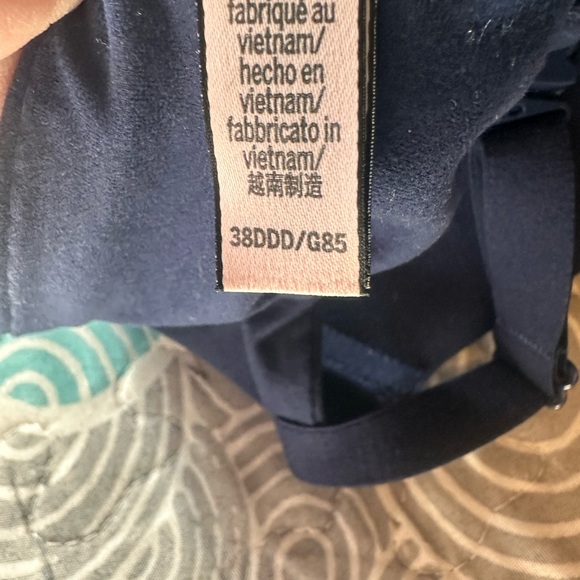 fabriqué au
vietnam/
hecho en
vietnam/
fabbricato in
vietnam/
越南制造
38DDD/G85